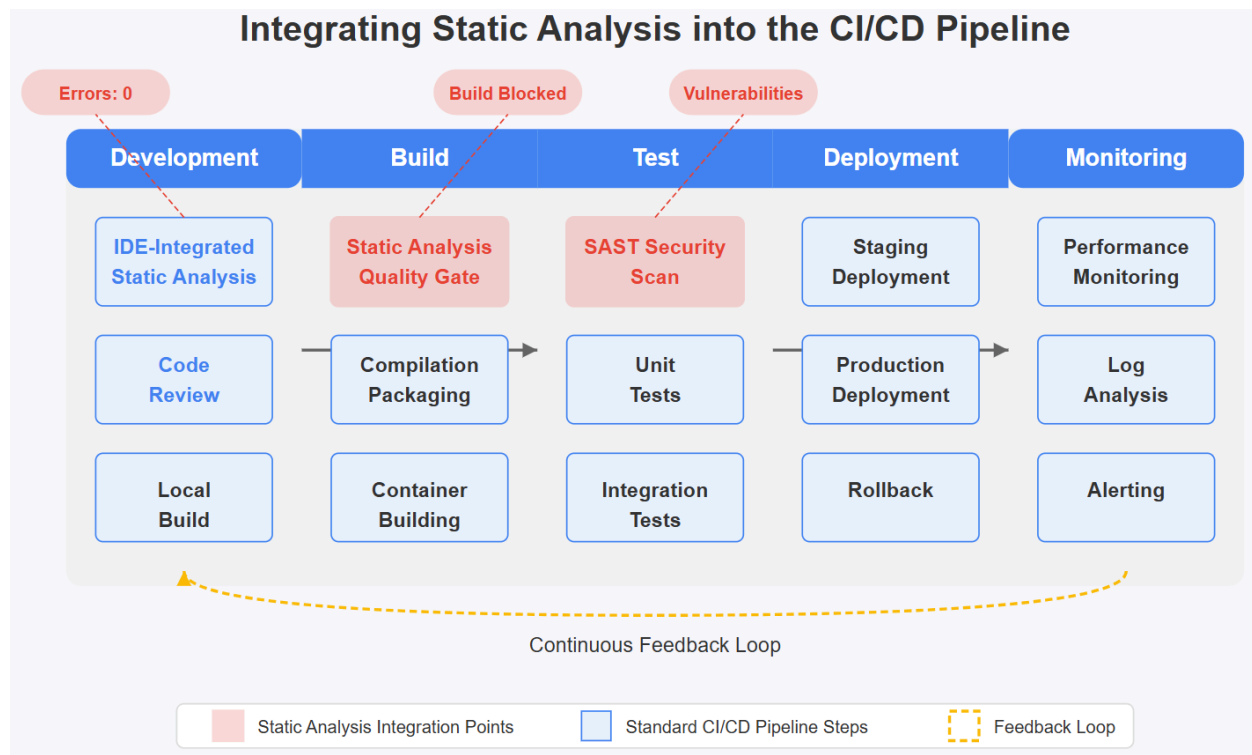 Integrating Static Analysis into the CI/CD Pipeline
Errors: 0
Build Blocked
Vulnerabilities
Development
Build
Test
Deployment
Monitoring
IDE-Integrated
Static Analysis
Static Analysis
Quality Gate
SAST Security
Scan
Staging
Deployment
Performance
Monitoring
Code
Review
Compilation
Packaging
Unit
Tests
Production
Deployment
Log
Analysis
Local
Build
Container
Building
Integration
Tests
Rollback
Alerting
Continuous Feedback Loop
Static Analysis Integration Points
Standard CI/CD Pipeline Steps
Feedback Loop